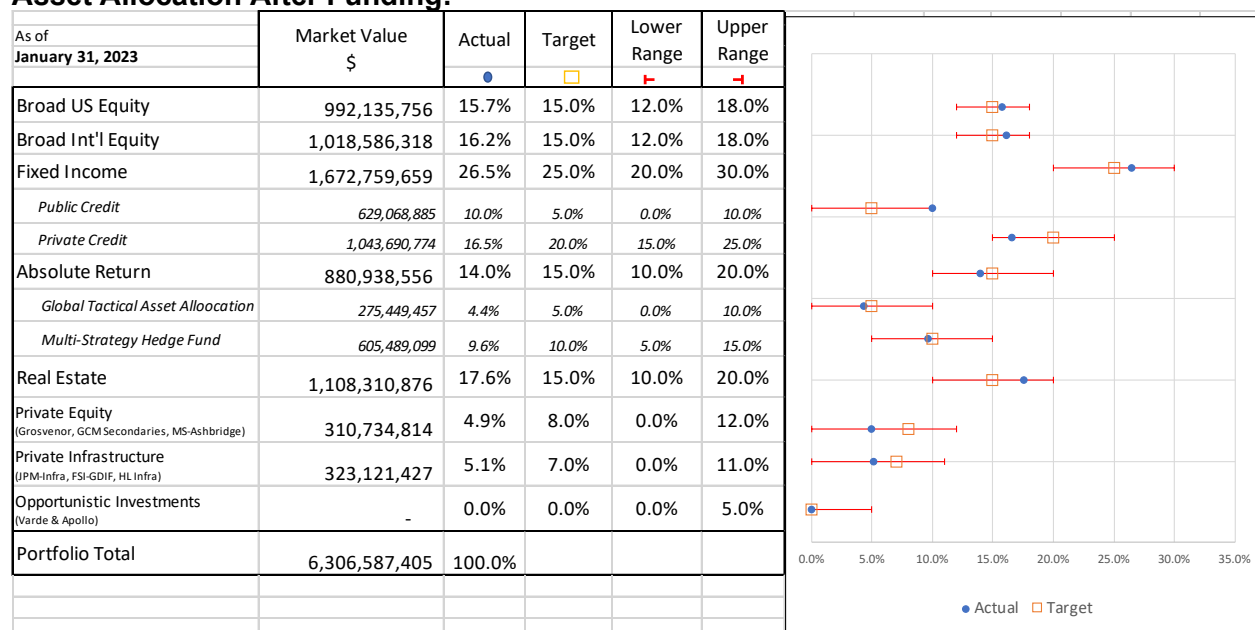 Asset Allocation After Funding:
As of
January 31, 2023
Market Value
$
Actual
Target
Lower
Range
Upper
Range
Broad US Equity 992,135,756 15.7% 15.0% 12.0% 18.0%
Broad Int'l Equity 1,018,586,318 16.2% 15.0% 12.0% 18.0%
Fixed Income 1,672,759,659 26.5% 25.0% 20.0% 30.0%
Public Credit 629,068,885 10.0% 5.0% 0.0% 10.0%
Private Credit 1,043,690,774 16.5% 20.0% 15.0% 25.0%
Absolute Return 880,938,556 14.0% 15.0% 10.0% 20.0%
Global Tactical Asset Alloocation 275,449,457 4.4% 5.0% 0.0% 10.0%
Multi-Strategy Hedge Fund 605,489,099 9.6% 10.0% 5.0% 15.0%
Real Estate 1,108,310,876 17.6% 15.0% 10.0% 20.0%
Private Equity 310,734,814 4.9% 8.0% 0.0% 12.0%
(Grosvenor, GCM Secondaries, MS-Ashbridge)
Private Infrastructure 323,121,427 5.1% 7.0% 0.0% 11.0%
(JPM-Infra, FSI-GDIF, HL Infra)
Opportunistic Investments - 0.0% 0.0% 0.0% 5.0%
(Varde & Apollo)
Portfolio Total 6,306,587,405 100.0%
0.0% 5.0% 10.0% 15.0% 20.0% 25.0% 30.0% 35.0%
Actual Target